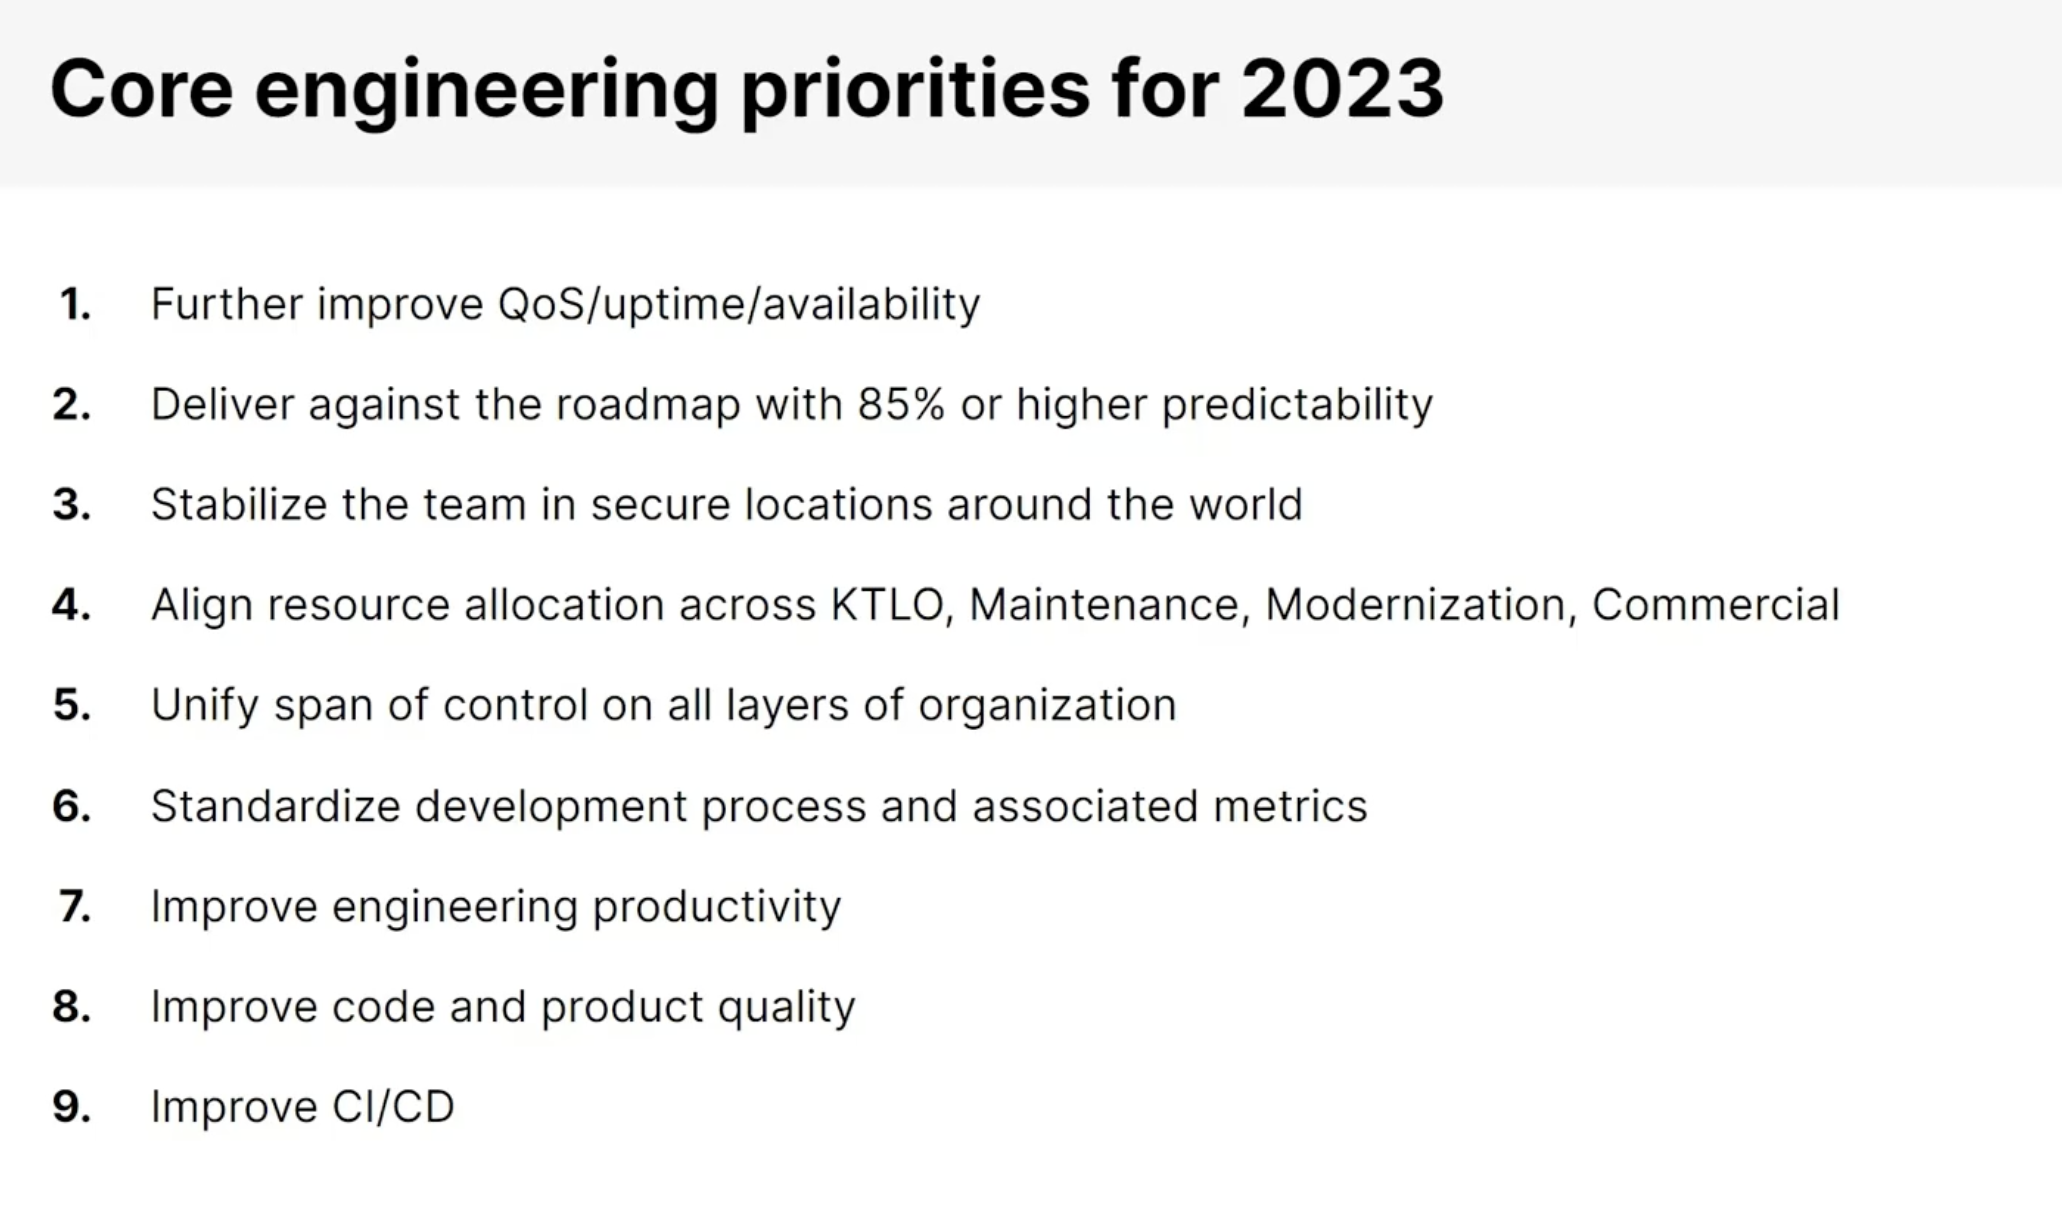 Core engineering priorities for 2023
1. Further improve QoS/uptime/availability
2. Deliver against the roadmap with 85% or higher predictability
3. Stabilize the team in secure locations around the world
4. Align resource allocation across KTLO, Maintenance, Modernization, Commercial
5. Unify span of control on all layers of organization
6. Standardize development process and associated metrics
7. Improve engineering productivity
8. Improve code and product quality
9. Improve CI/CD